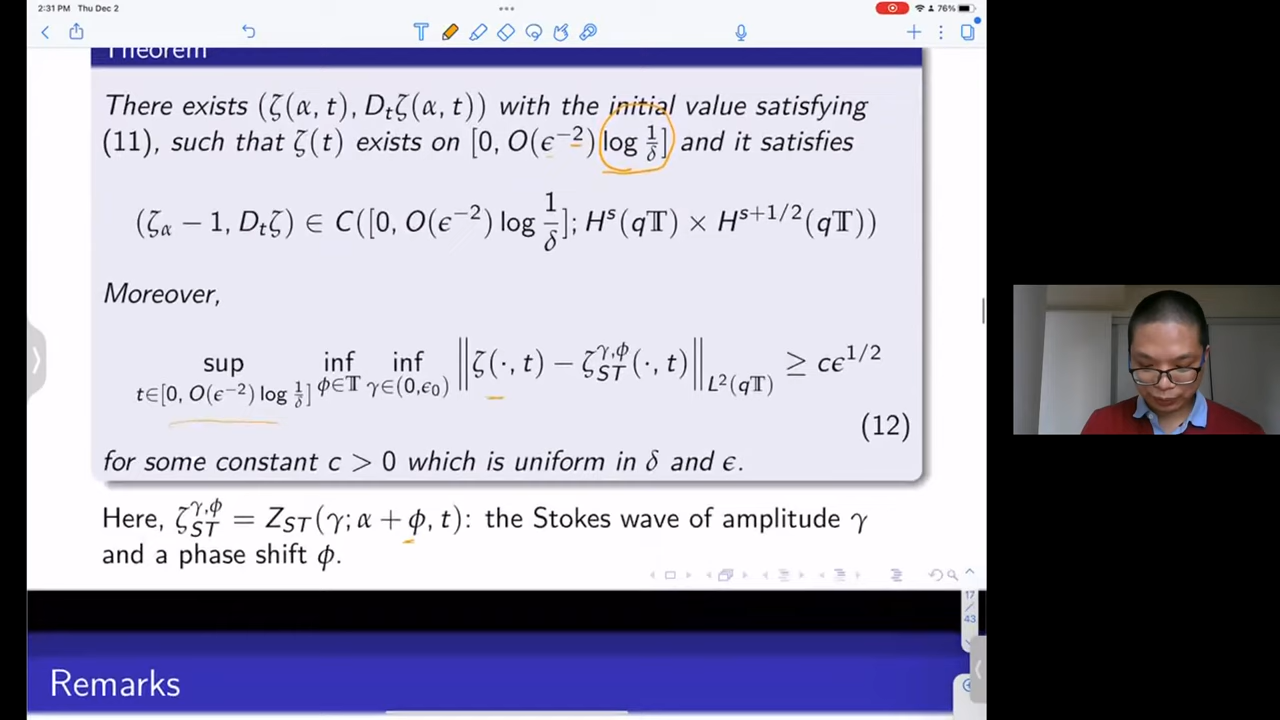 2:31 PM Thu Dec 2
76%
Theorem
There exists (ζ(α, t), D_tζ(α, t)) with the initial value satisfying
(11), such that ζ(t) exists on [0, O(ϵ^{−2}) log 1/δ] and it satisfies
(ζ_α − 1, D_tζ) ∈ C([0, O(ϵ^{−2}) log 1/δ]; H^s(q𝕋) × H^{s+1/2}(q𝕋))
Moreover,
sup_{t∈[0, O(ϵ^{−2}) log 1/δ]} inf_{ϕ∈𝕋} inf_{γ∈(0,ϵ_0)} ‖ζ(·, t) − ζ_{ST}^{γ,ϕ}(·, t)‖_{L^2(q𝕋)} ≥ cϵ^{1/2}
(12)
for some constant c > 0 which is uniform in δ and ϵ.
Here, ζ_{ST}^{γ,ϕ} = Z_{ST}(γ; α + ϕ, t): the Stokes wave of amplitude γ
and a phase shift ϕ.
17
/
43
Remarks